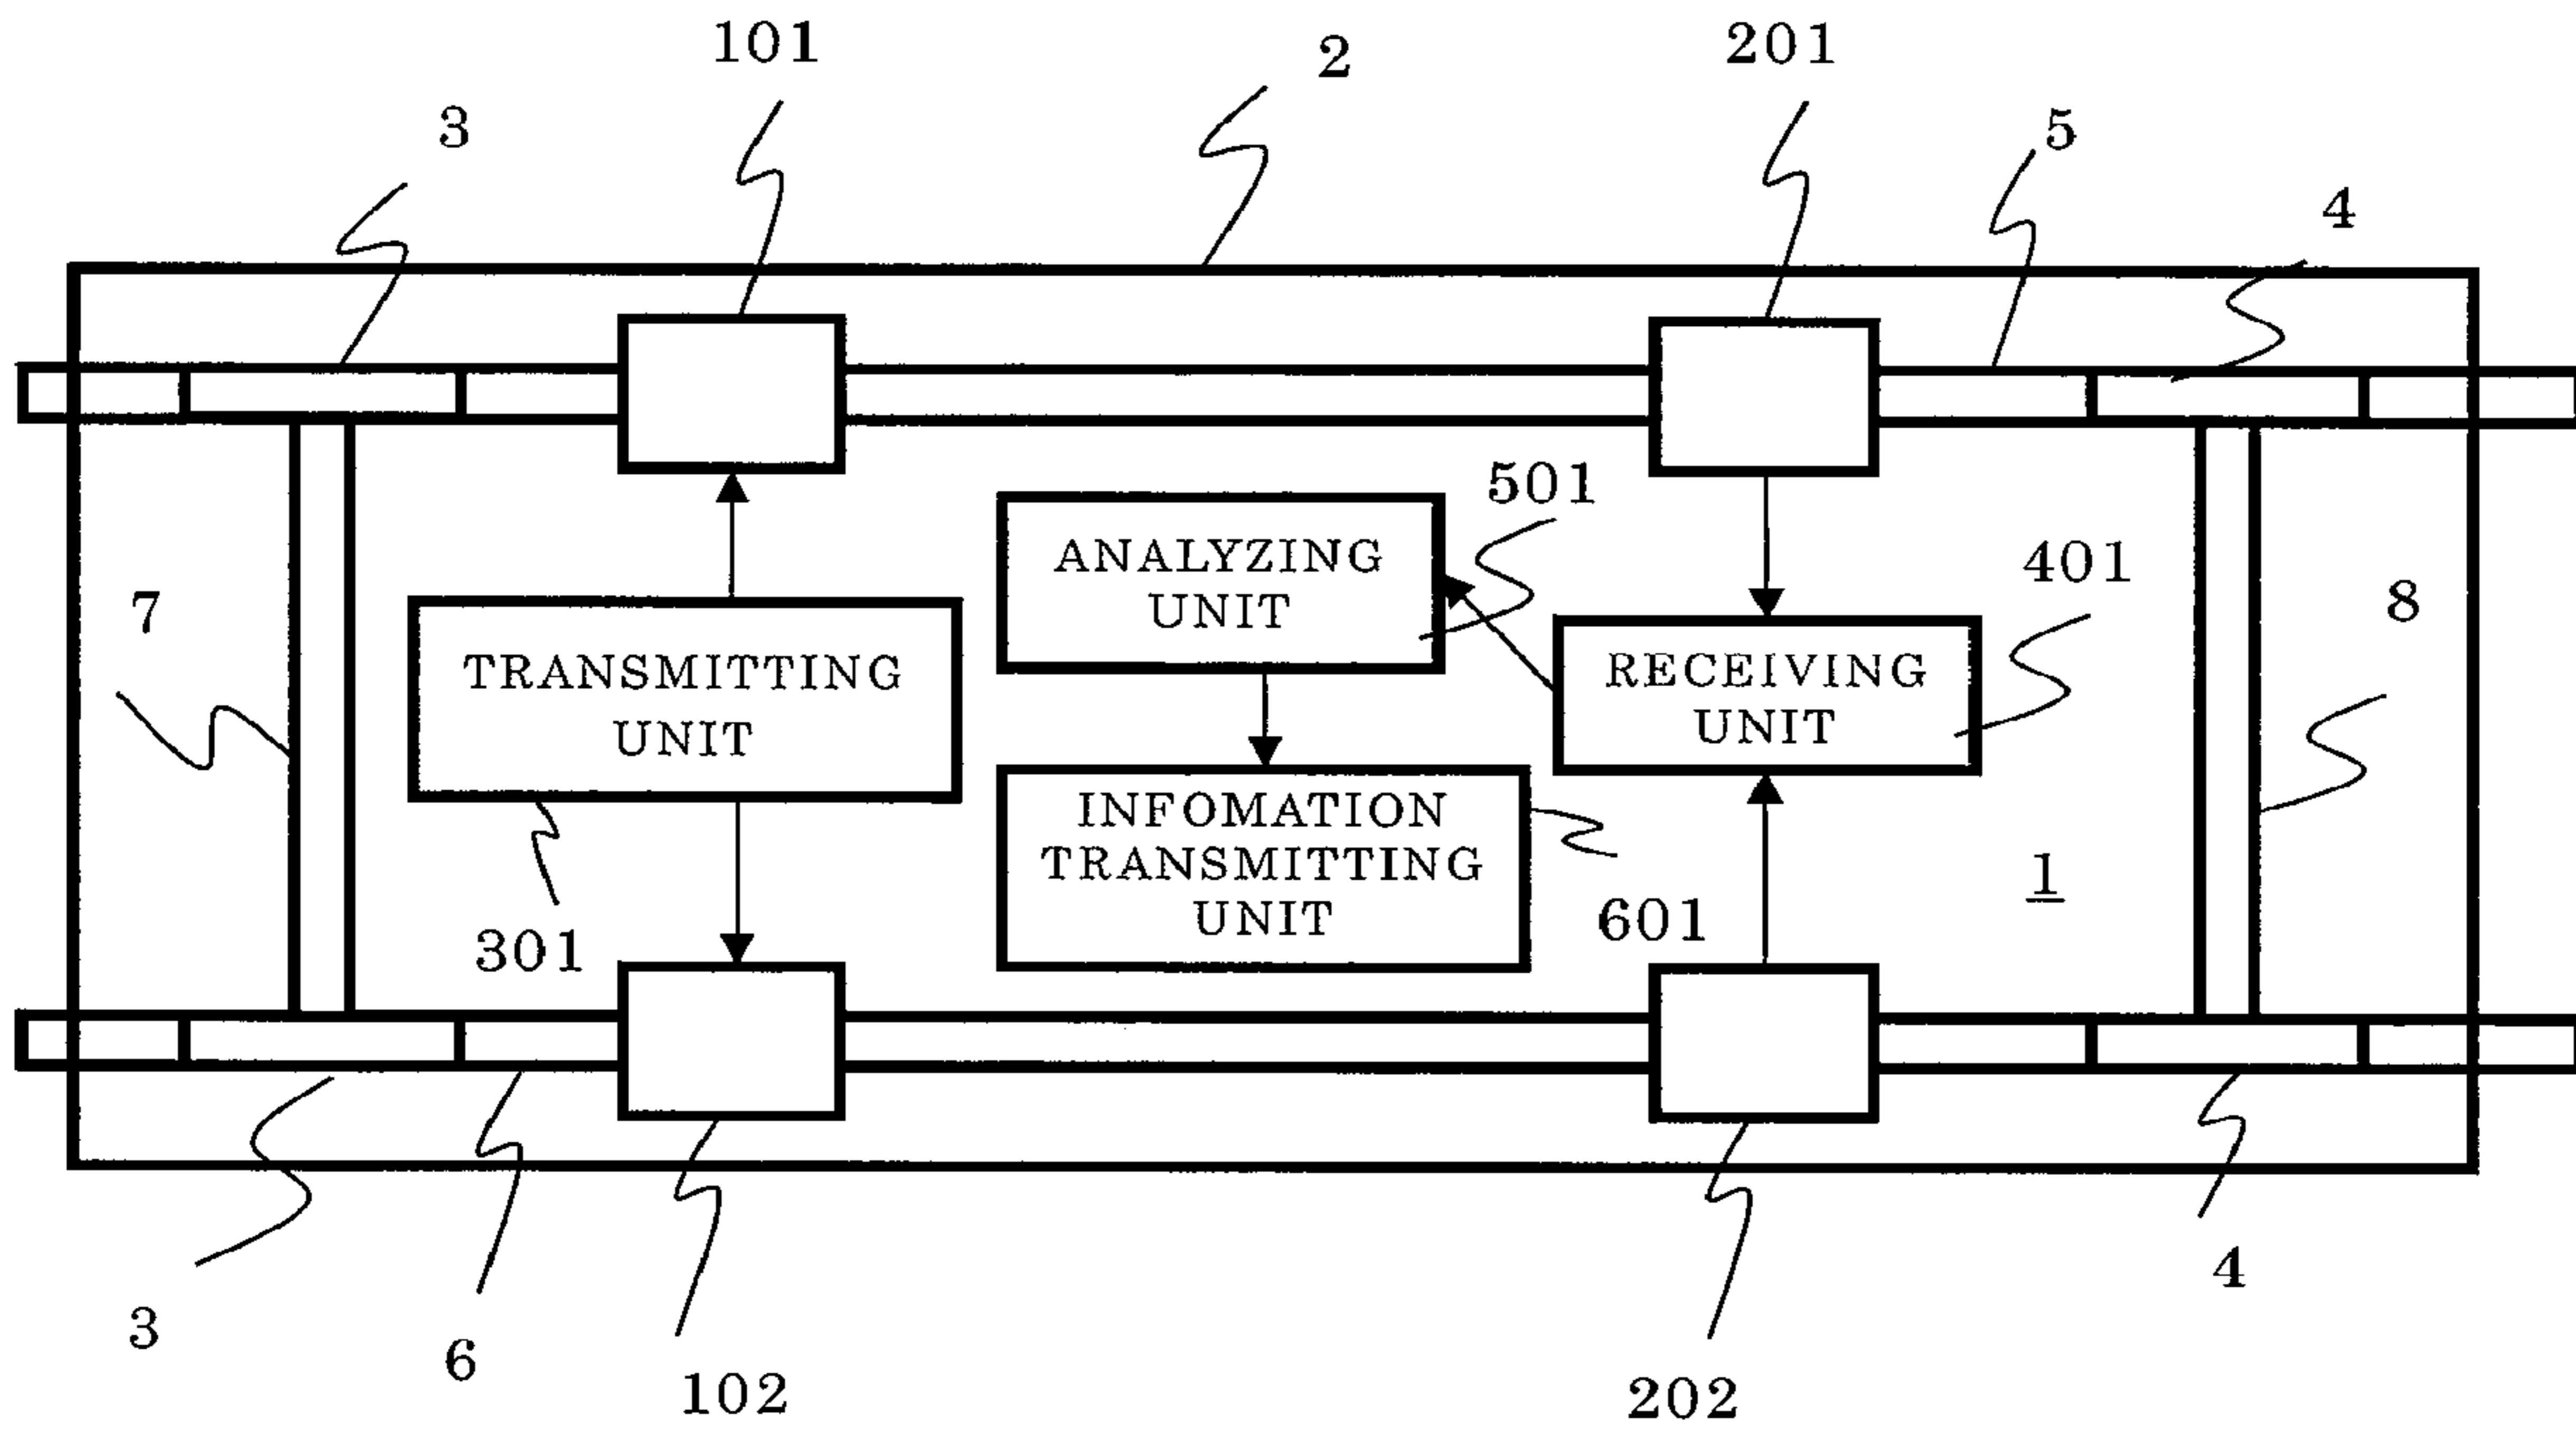 101
2
201
3
5
4
501
ANALYZING
UNIT
401
7
8
TRANSMITTING
UNIT
RECEIVING
UNIT
INFOMATION
TRANSMITTING
UNIT
1
301
601
3
6
102
202
4